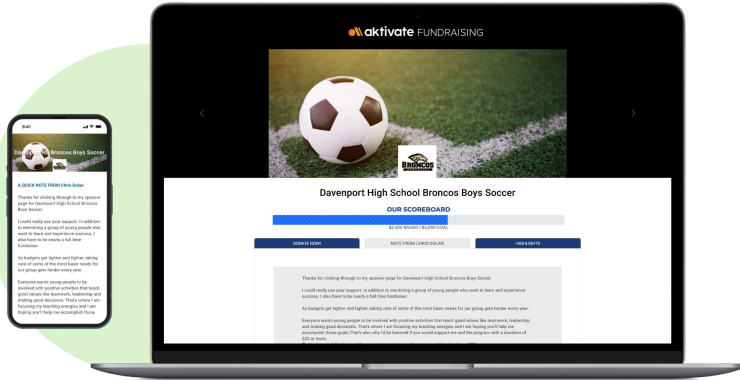 aktivate FUNDRAISING
BRONCOS
Davenport High School Broncos Boys Soccer
OUR SCOREBOARD
$2,400 RAISED / $4,000 GOAL
DONATE NOW!
NOTE FROM CHRIS DOLAN
HIGHLIGHTS
Thanks for clicking through to my sponsor page for Davenport High School Broncos Boys Soccer.
I could really use your support. In addition to mentoring a group of young people who want to learn and experience
success, I also have to be nearly a full time fundraiser.
As budgets get tighter and tighter, taking care of some of the most basic needs for our group gets harder every year.
Everyone wants young people to be involved with positive activities that teach good values like teamwork, leadership
and making good decisions. That's where I am focusing my teaching energies and I am hoping you'll help me
accomplish those goals.That's also why I'd be honored if you would support me and the program with a donation of
$25 or more.
9:41
Broncos Boys Soccer
A QUICK NOTE FROM Chris Dolan
Thanks for clicking through to my sponsor
page for Davenport High School Broncos
Boys Soccer.
I could really use your support. In addition
to mentoring a group of young people who
want to learn and experience success, I
also have to be nearly a full time
fundraiser.
As budgets get tighter and tighter, taking
care of some of the most basic needs for
our group gets harder every year.
Everyone wants young people to be
involved with positive activities that teach
good values like teamwork, leadership and
making good decisions. That's where I am
focusing my teaching energies and I am
hoping you'll help me accomplish those